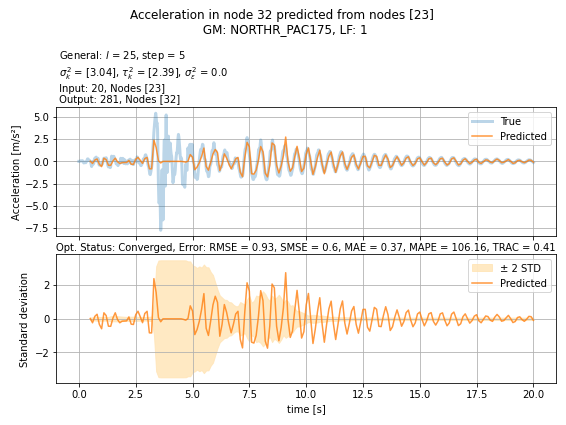 Acceleration in node 32 predicted from nodes [23]
GM: NORTHR_PAC175, LF: 1
General: l = 25, step = 5
σ²ₖ = [3.04], τ²ₖ = [2.39], σ²ε = 0.0
Input: 20, Nodes [23]
Output: 281, Nodes [32]
Acceleration [m/s²]
5.0
2.5
0.0
−2.5
−5.0
−7.5
True
Predicted
Opt. Status: Converged, Error: RMSE = 0.93, SMSE = 0.6, MAE = 0.37, MAPE = 106.16, TRAC = 0.41
Standard deviation
2
0
−2
± 2 STD
Predicted
0.0 2.5 5.0 7.5 10.0 12.5 15.0 17.5 20.0
time [s]